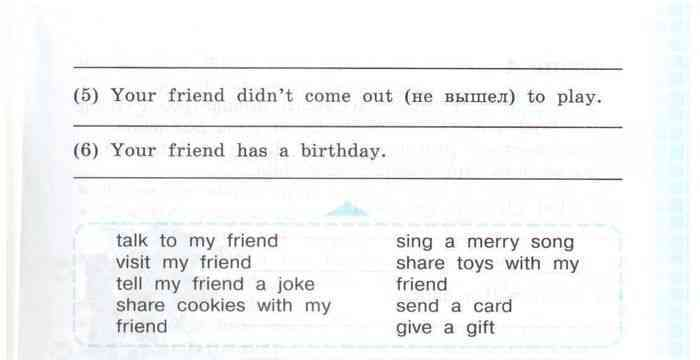 (5) Your friend didn't come out (не вышел) to play.
(6) Your friend has a birthday.
talk to my friend
visit my friend
tell my friend a joke
share cookies with my
friend
sing a merry song
share toys with my
friend
send a card
give a gift